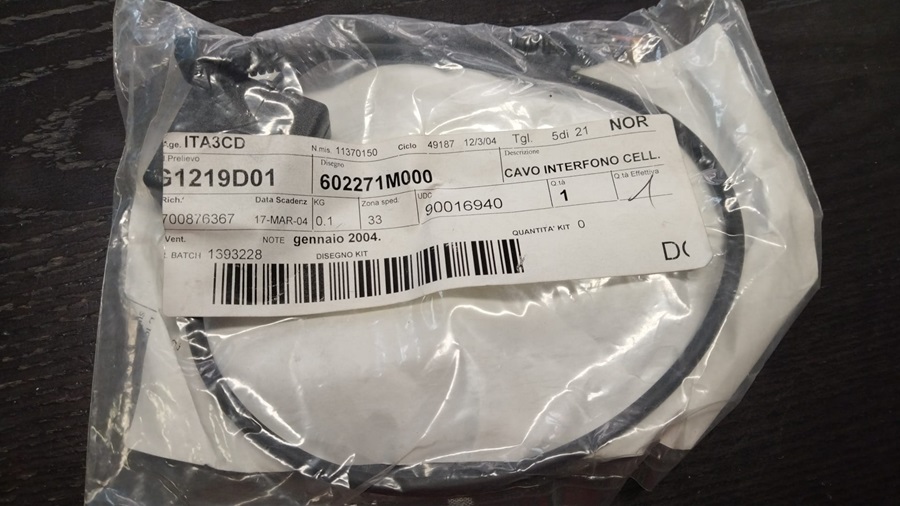 ge. ITA3CD N.mis. 11370150 Ciclo 49187 12/3/04 Tgl. 5di 21 NOR
Prelievo Disegno Descrizione
G1219D01 602271M000 CAVO INTERFONO CELL.
Rich.' Data Scadenz KG Zona sped. UDC Q.tà Q.tà Effettiva
700876367 17-MAR-04 0.1 33 90016940 1 1
Vent. NOTE gennaio 2004. QUANTITA' KIT 0
BATCH 1393228 DISEGNO KIT D(